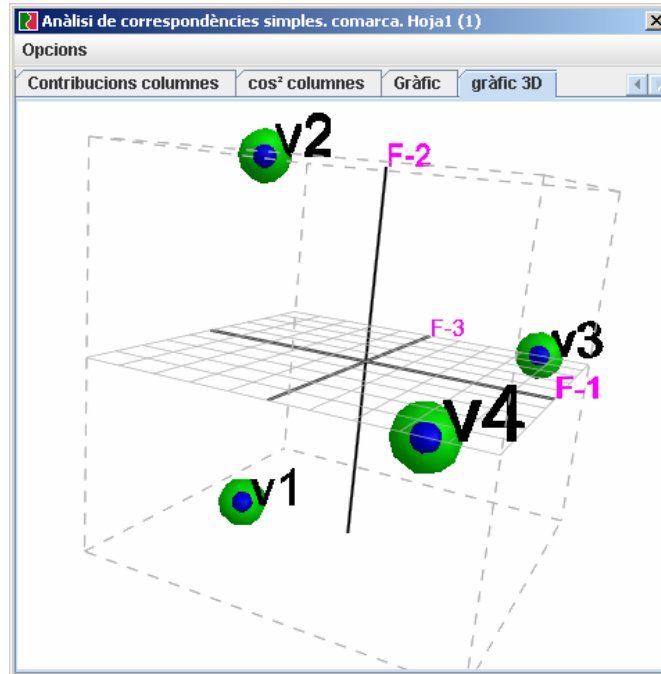 Anàlisi de correspondències simples. comarca. Hoja1 (1)
Opcions
Contribucions columnes cos² columnes Gràfic gràfic 3D
v2
F-2
F-3
v3
F-1
v4
v1